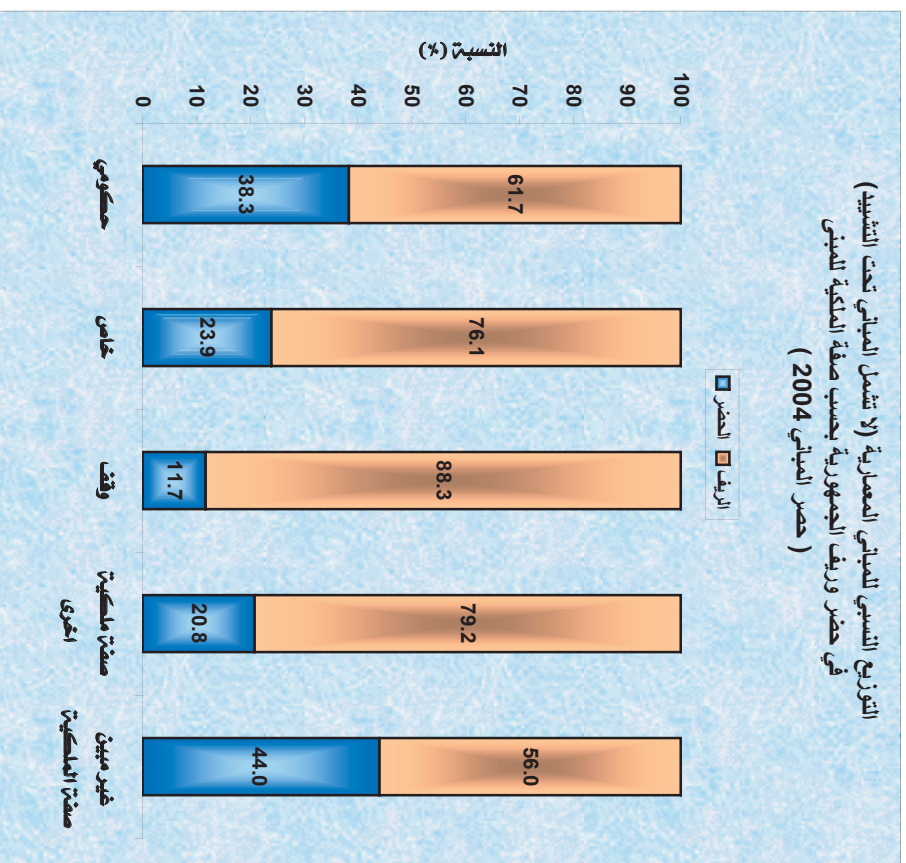 التوزيع النسبي للمباني المعمارية (لا تشمل المباني تحت التشييد)
في حضر وريف الجمهورية بحسب صفة الملكية للمبنى
( حصر المباني 2004 )
الحضر
الريف
النسبة (%)
100
90
80
70
60
50
40
30
20
10
0
61.7
76.1
88.3
79.2
56.0
38.3
23.9
11.7
20.8
44.0
حكومي
خاص
وقف
صفة ملكية
اخرى
غير مبين
صفة الملكية